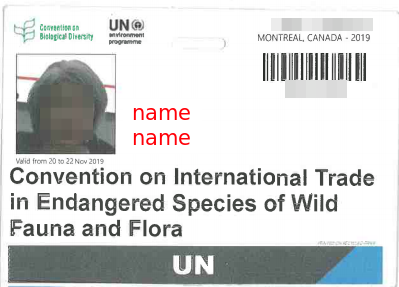 Convention on
Biological Diversity
UN
environment
programme
MONTREAL, CANADA - 2019
name
name
Valid from 20 to 22 Nov 2019
Convention on International Trade
in Endangered Species of Wild
Fauna and Flora
UN